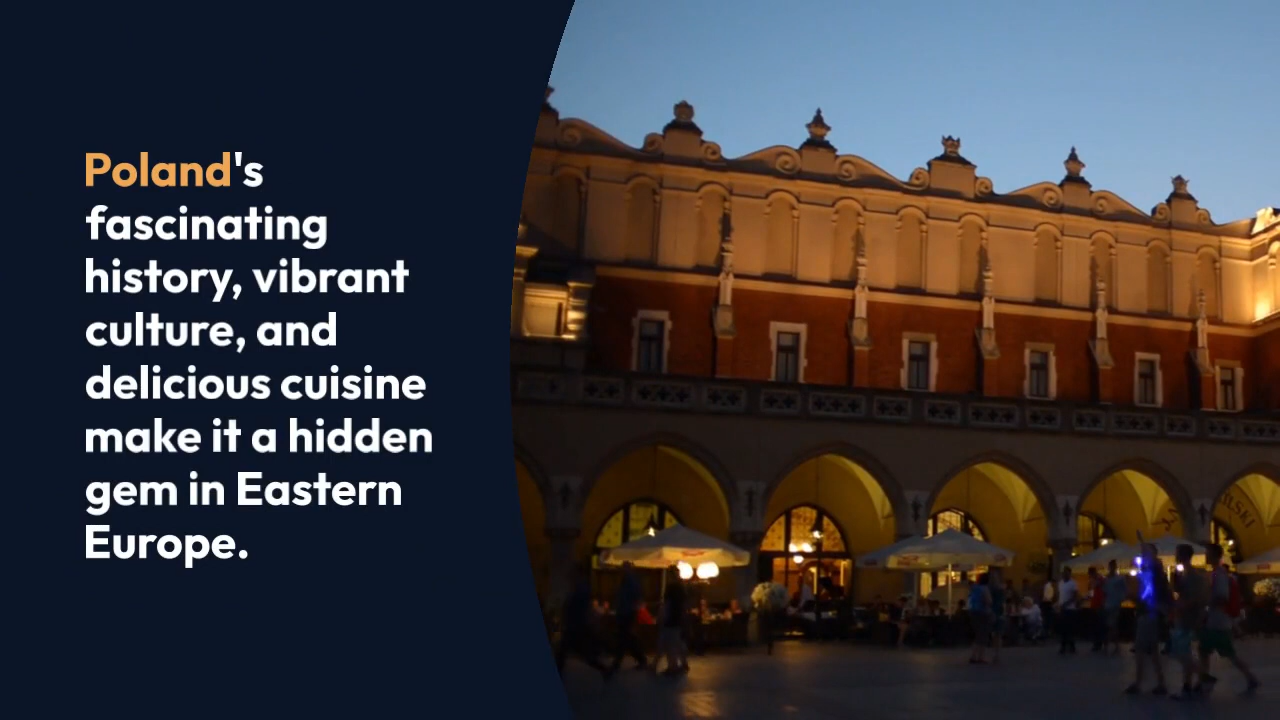 Poland's
fascinating
history, vibrant
culture, and
delicious cuisine
make it a hidden
gem in Eastern
Europe.